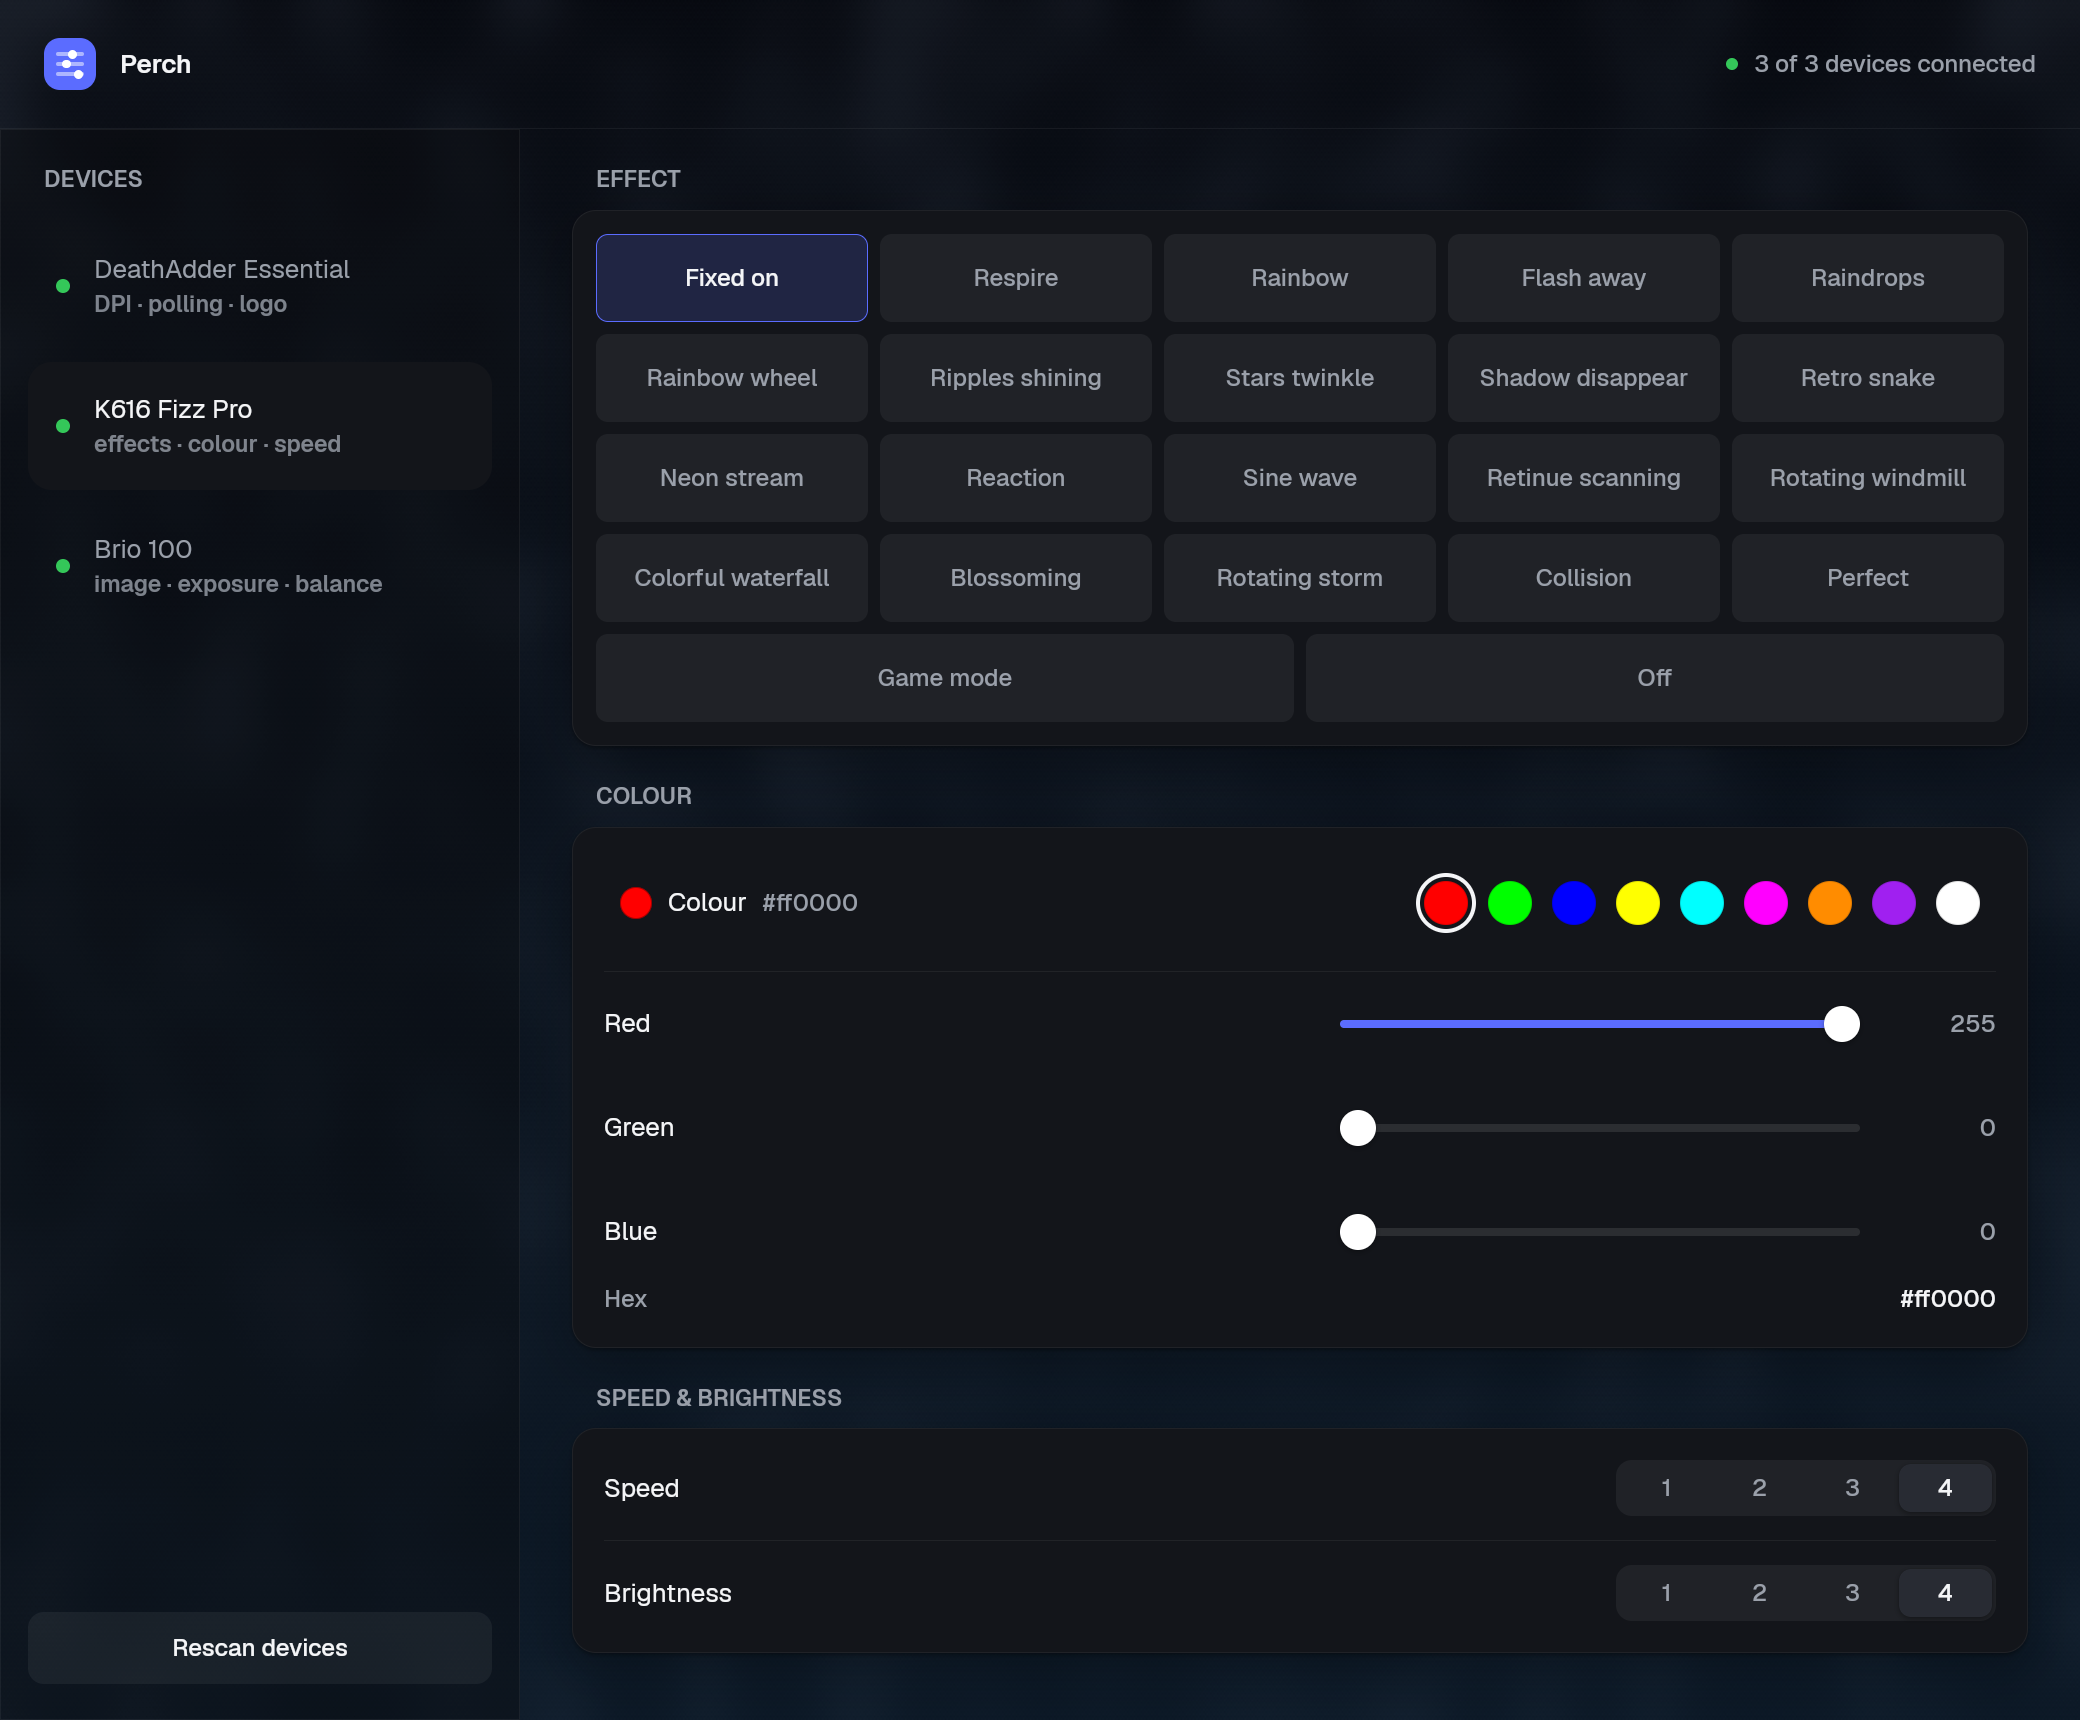 Perch
3 of 3 devices connected
DEVICES
DeathAdder Essential
DPI · polling · logo
K616 Fizz Pro
effects · colour · speed
Brio 100
image · exposure · balance
Rescan devices
EFFECT
Fixed on
Respire
Rainbow
Flash away
Raindrops
Rainbow wheel
Ripples shining
Stars twinkle
Shadow disappear
Retro snake
Neon stream
Reaction
Sine wave
Retinue scanning
Rotating windmill
Colorful waterfall
Blossoming
Rotating storm
Collision
Perfect
Game mode
Off
COLOUR
Colour #ff0000
Red 255
Green 0
Blue 0
Hex #ff0000
SPEED & BRIGHTNESS
Speed 1 2 3 4
Brightness 1 2 3 4